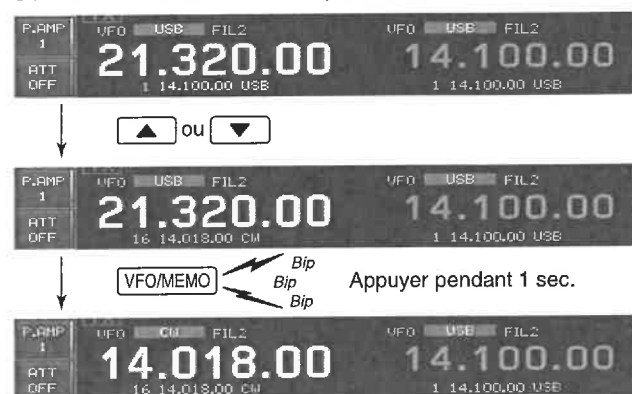 P.AMP VFO USB FIL2 VFO USB FIL2
1
21.320.00 14.100.00
ATT
OFF 1 14.100.00 USB 1 14.100.00 USB
▲ ou ▼
P.AMP VFO USB FIL2 VFO USB FIL2
1
21.320.00 14.100.00
ATT
OFF 16 14.018.00 CW 1 14.100.00 USB
VFO/MEMO Bip Bip Bip Appuyer pendant 1 sec.
P.AMP VFO CW FIL2 VFO USB FIL2
1
14.018.00 14.100.00
ATT
OFF 16 14.018.00 CW 1 14.100.00 USB